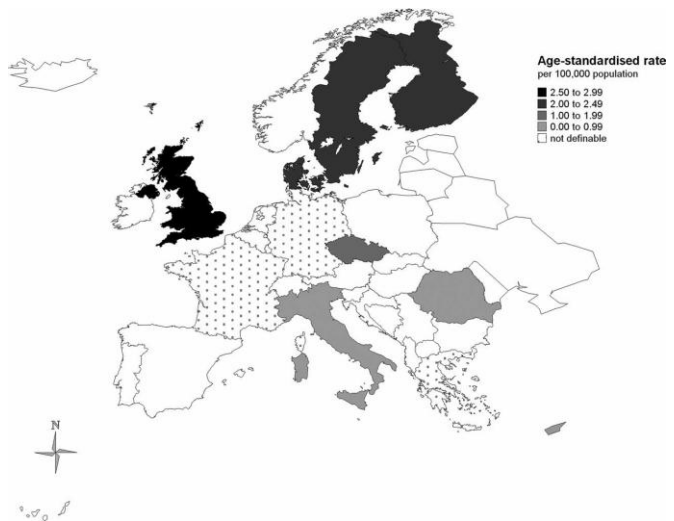 Age-standardised rate
per 100,000 population
2.50 to 2.99
2.00 to 2.49
1.00 to 1.99
0.00 to 0.99
not definable
N